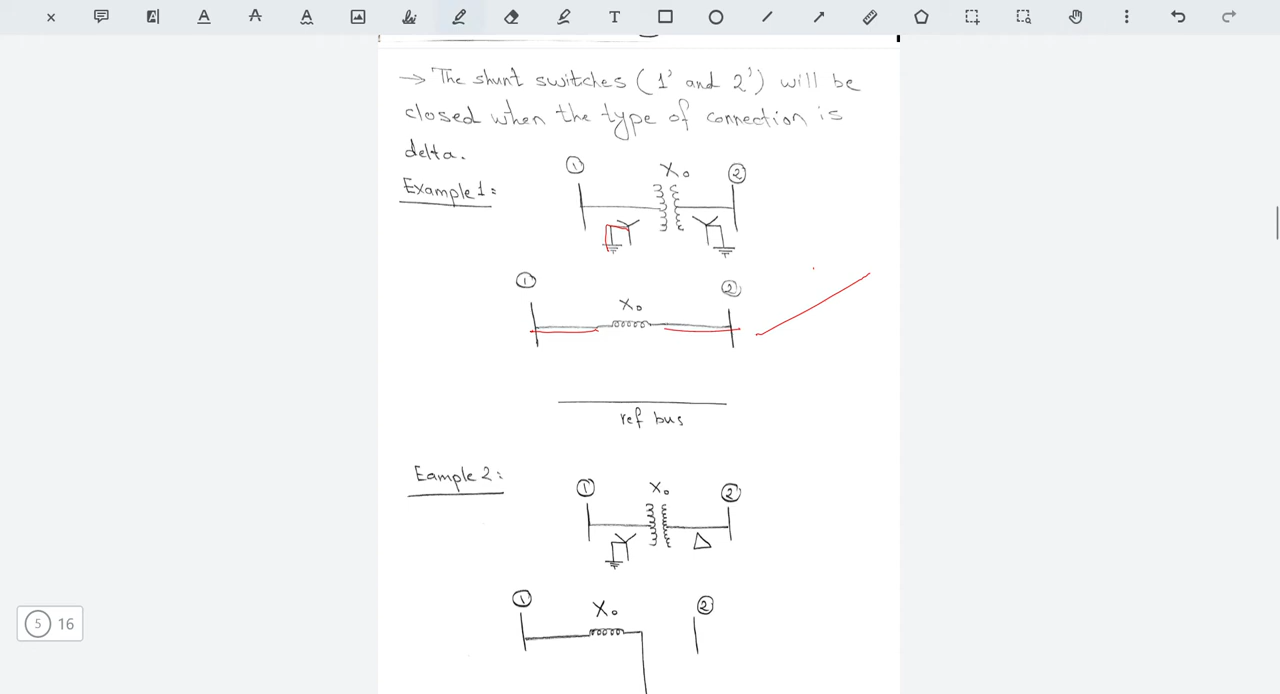 → The shunt switches (1' and 2') will be
closed when the type of connection is
delta.
Example 1:
① X₀ ②
① X₀ ②
ref bus
Eample 2:
① X₀ ②
① X₀ ②
5 16